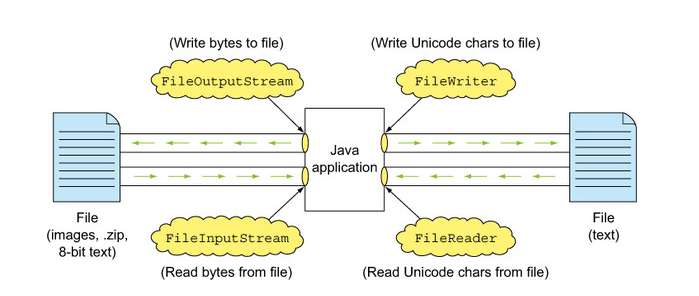 (Write bytes to file)
(Write Unicode chars to file)
FileOutputStream
FileWriter
Java
application
File
(images, .zip,
8-bit text)
File
(text)
FileInputStream
FileReader
(Read bytes from file)
(Read Unicode chars from file)